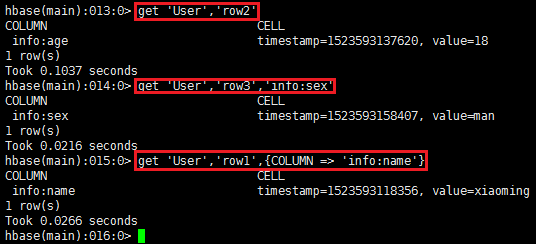 hbase(main):013:0> get 'User','row2'
COLUMN CELL
info:age timestamp=1523593137620, value=18
1 row(s)
Took 0.1037 seconds
hbase(main):014:0> get 'User','row3','info:sex'
COLUMN CELL
info:sex timestamp=1523593158407, value=man
1 row(s)
Took 0.0216 seconds
hbase(main):015:0> get 'User','row1',{COLUMN => 'info:name'}
COLUMN CELL
info:name timestamp=1523593118356, value=xiaoming
1 row(s)
Took 0.0266 seconds
hbase(main):016:0>